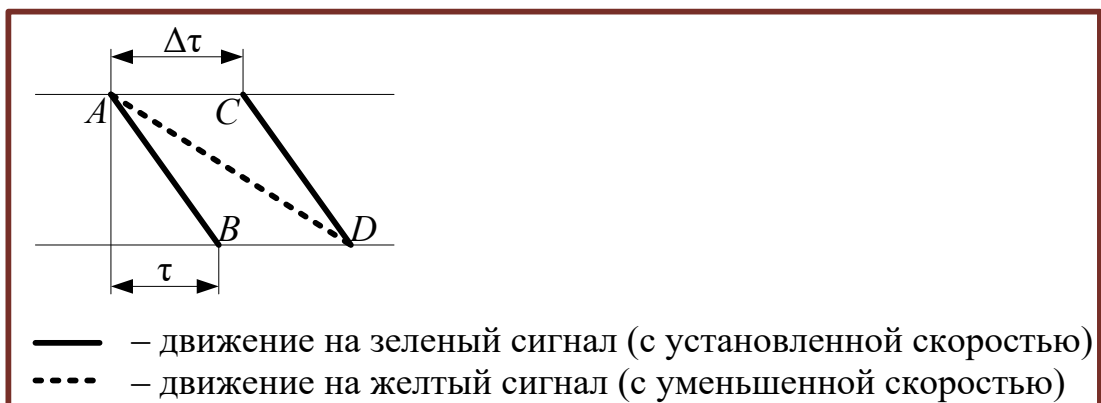 Δτ
A
C
B
D
τ
– движение на зеленый сигнал (с установленной скоростью)
– движение на желтый сигнал (с уменьшенной скоростью)